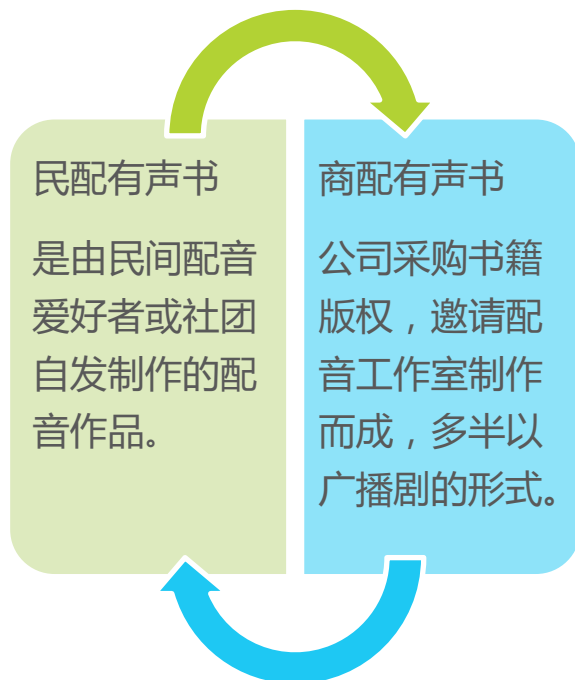 民配有声书
是由民间配音
爱好者或社团
自发制作的配
音作品。
商配有声书
公司采购书籍
版权，邀请配
音工作室制作
而成，多半以
广播剧的形式。